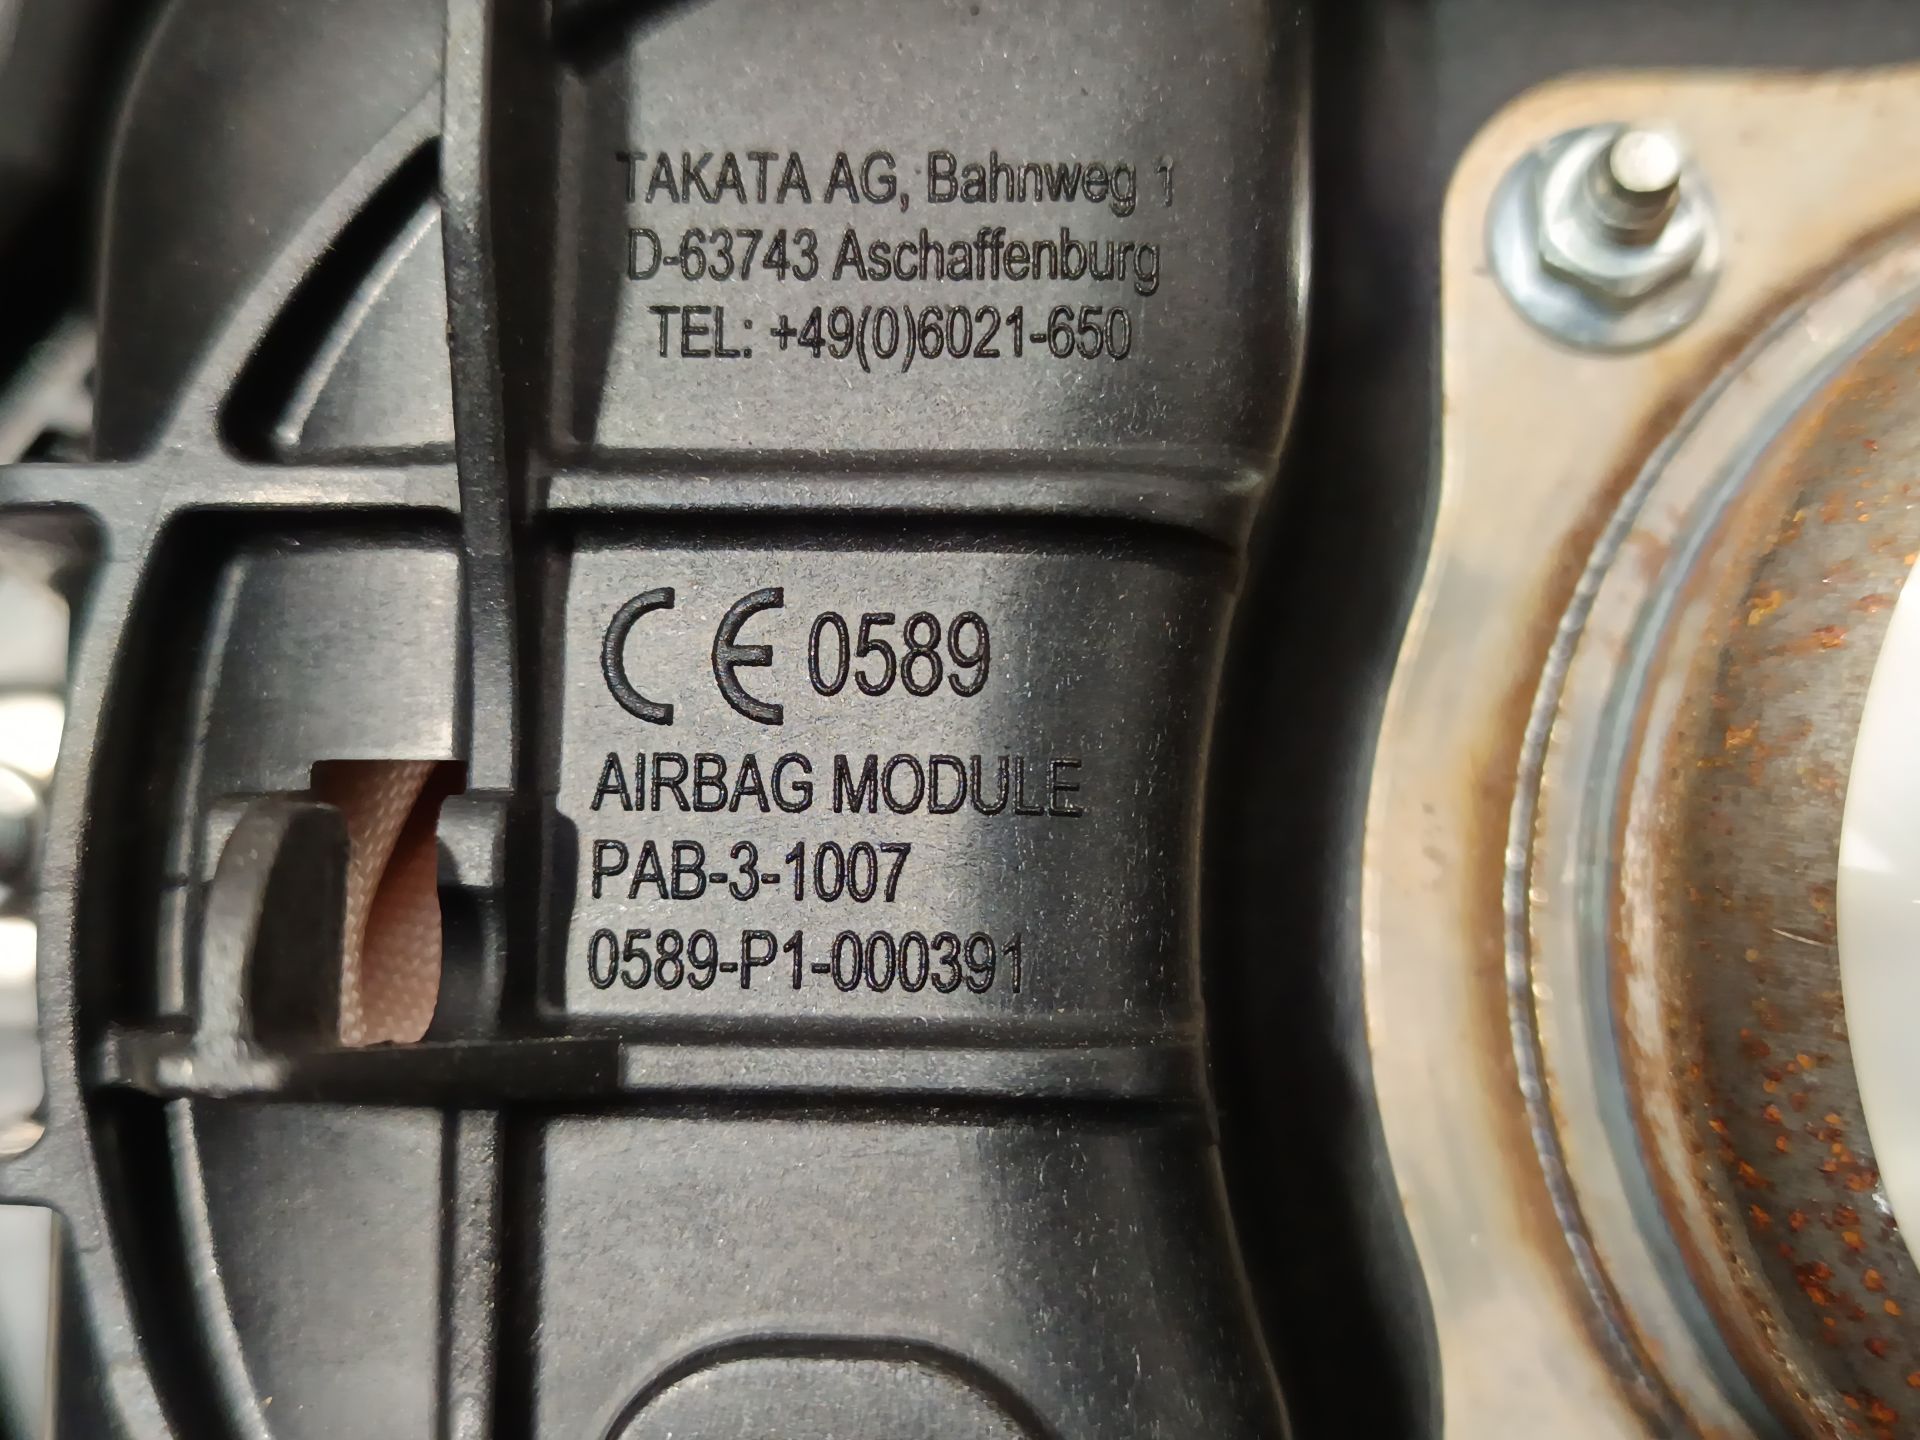 TAKATA AG, Bahnweg 1
D-63743 Aschaffenburg
TEL: +49(0)6021-650
CE 0589
AIRBAG MODULE
PAB-3-1007
0589-P1-000391